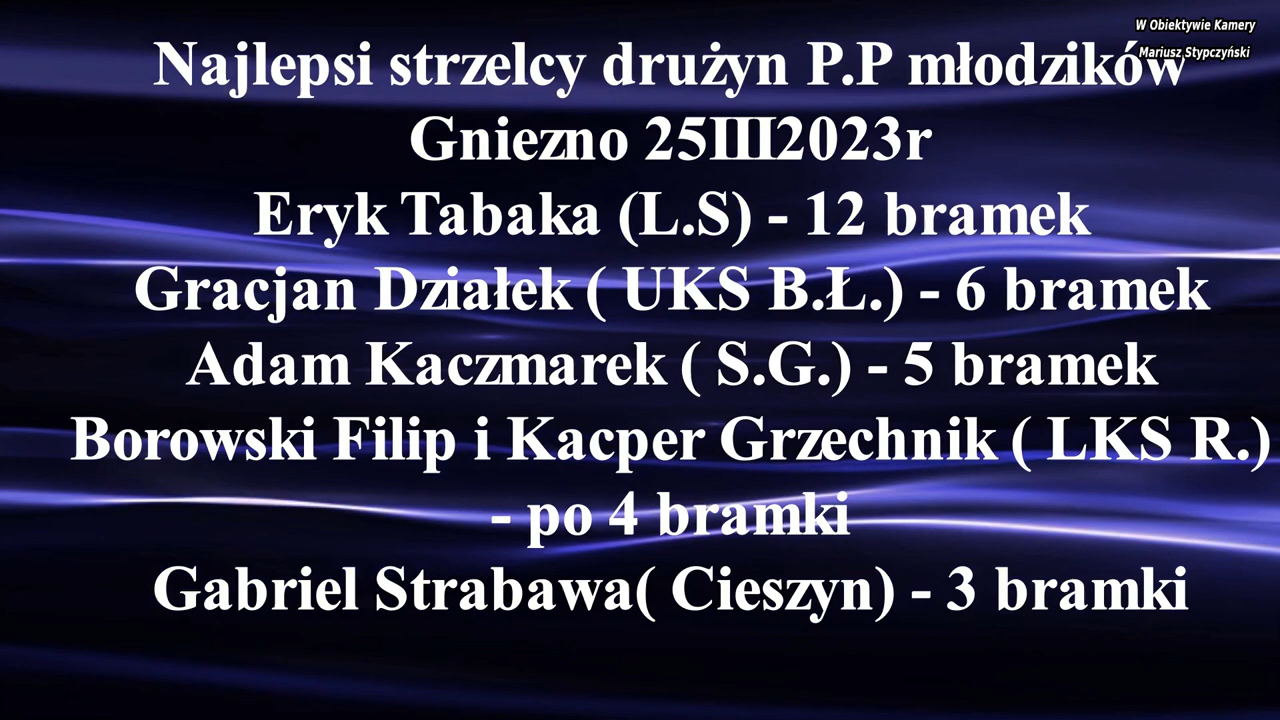 W Obiektywie Kamery
Mariusz Stypczyński
Najlepsi strzelcy drużyn P.P młodzików
Gniezno 25III2023r
Eryk Tabaka (L.S) - 12 bramek
Gracjan Działek ( UKS B.Ł.) - 6 bramek
Adam Kaczmarek ( S.G.) - 5 bramek
Borowski Filip i Kacper Grzechnik ( LKS R.)
- po 4 bramki
Gabriel Strabawa( Cieszyn) - 3 bramki